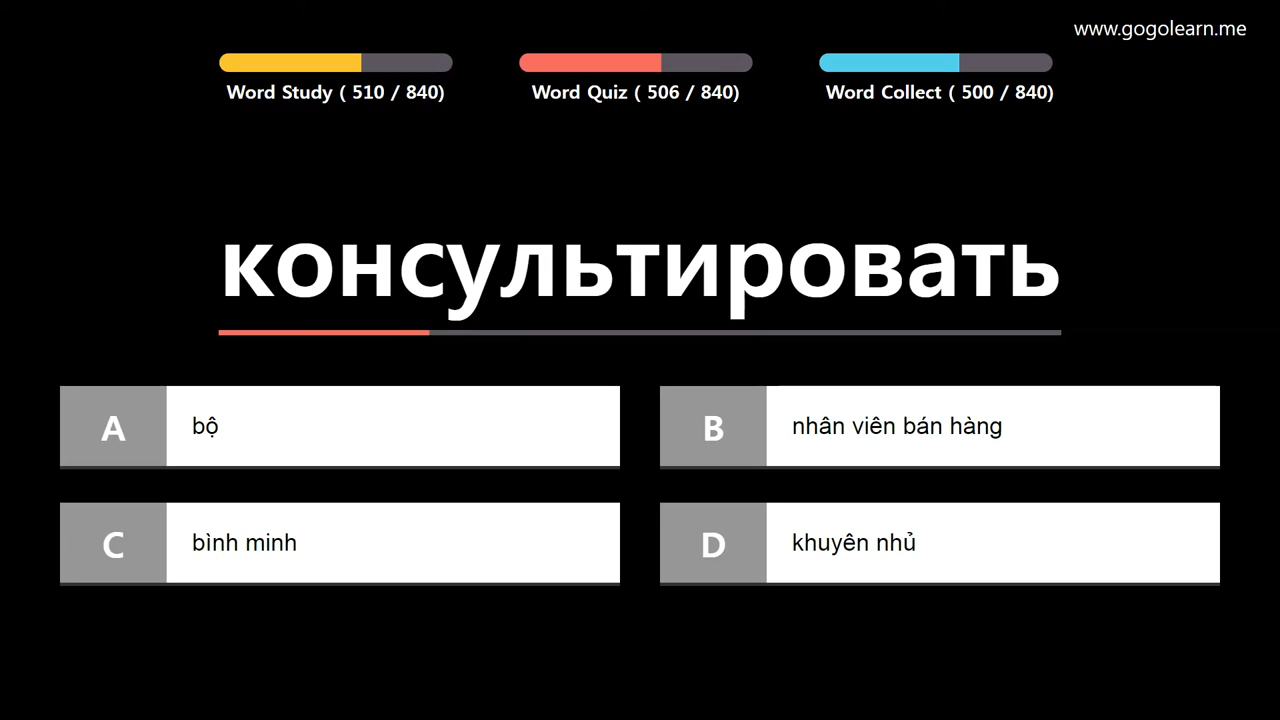 www.gogolearn.me
Word Study ( 510 / 840)
Word Quiz ( 506 / 840)
Word Collect ( 500 / 840)
консультировать
A
bộ
B
nhân viên bán hàng
C
bình minh
D
khuyên nhủ